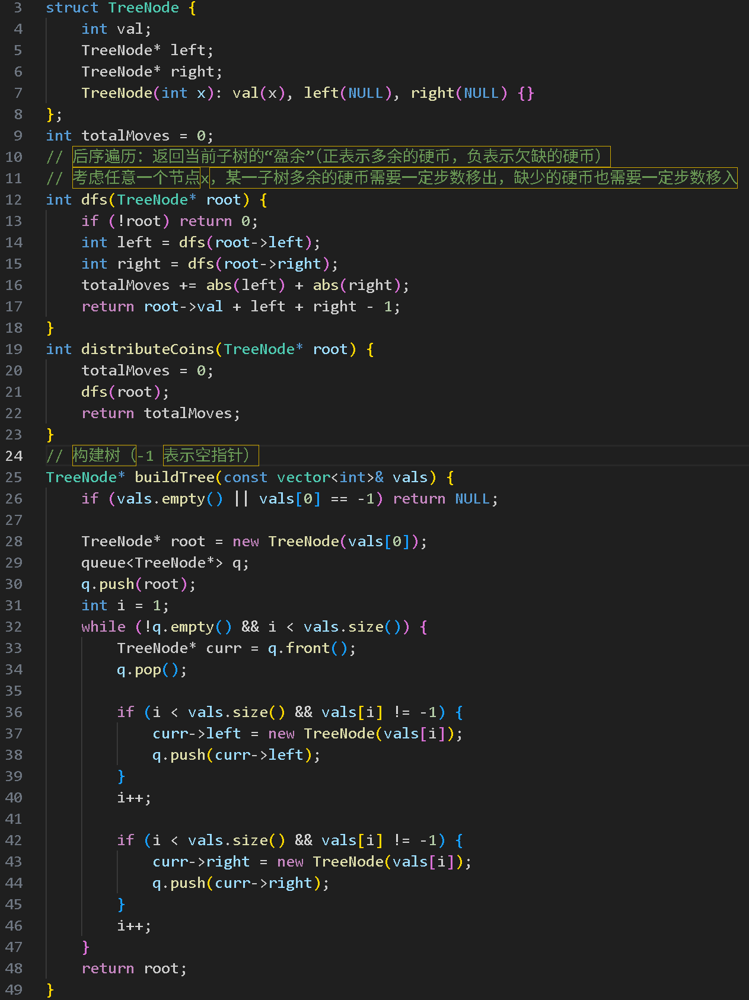 3 struct TreeNode {
4     int val;
5     TreeNode* left;
6     TreeNode* right;
7     TreeNode(int x): val(x), left(NULL), right(NULL) {}
8 };
9 int totalMoves = 0;
10 // 后序遍历：返回当前子树的“盈余”（正表示多余的硬币，负表示欠缺的硬币）
11 // 考虑任意一个节点x，某一子树多余的硬币需要一定步数移出，缺少的硬币也需要一定步数移入
12 int dfs(TreeNode* root) {
13     if (!root) return 0;
14     int left = dfs(root->left);
15     int right = dfs(root->right);
16     totalMoves += abs(left) + abs(right);
17     return root->val + left + right - 1;
18 }
19 int distributeCoins(TreeNode* root) {
20     totalMoves = 0;
21     dfs(root);
22     return totalMoves;
23 }
24 // 构建树（-1 表示空指针）
25 TreeNode* buildTree(const vector<int>& vals) {
26     if (vals.empty() || vals[0] == -1) return NULL;
27
28     TreeNode* root = new TreeNode(vals[0]);
29     queue<TreeNode*> q;
30     q.push(root);
31     int i = 1;
32     while (!q.empty() && i < vals.size()) {
33         TreeNode* curr = q.front();
34         q.pop();
35
36         if (i < vals.size() && vals[i] != -1) {
37             curr->left = new TreeNode(vals[i]);
38             q.push(curr->left);
39         }
40         i++;
41
42         if (i < vals.size() && vals[i] != -1) {
43             curr->right = new TreeNode(vals[i]);
44             q.push(curr->right);
45         }
46         i++;
47     }
48     return root;
49 }